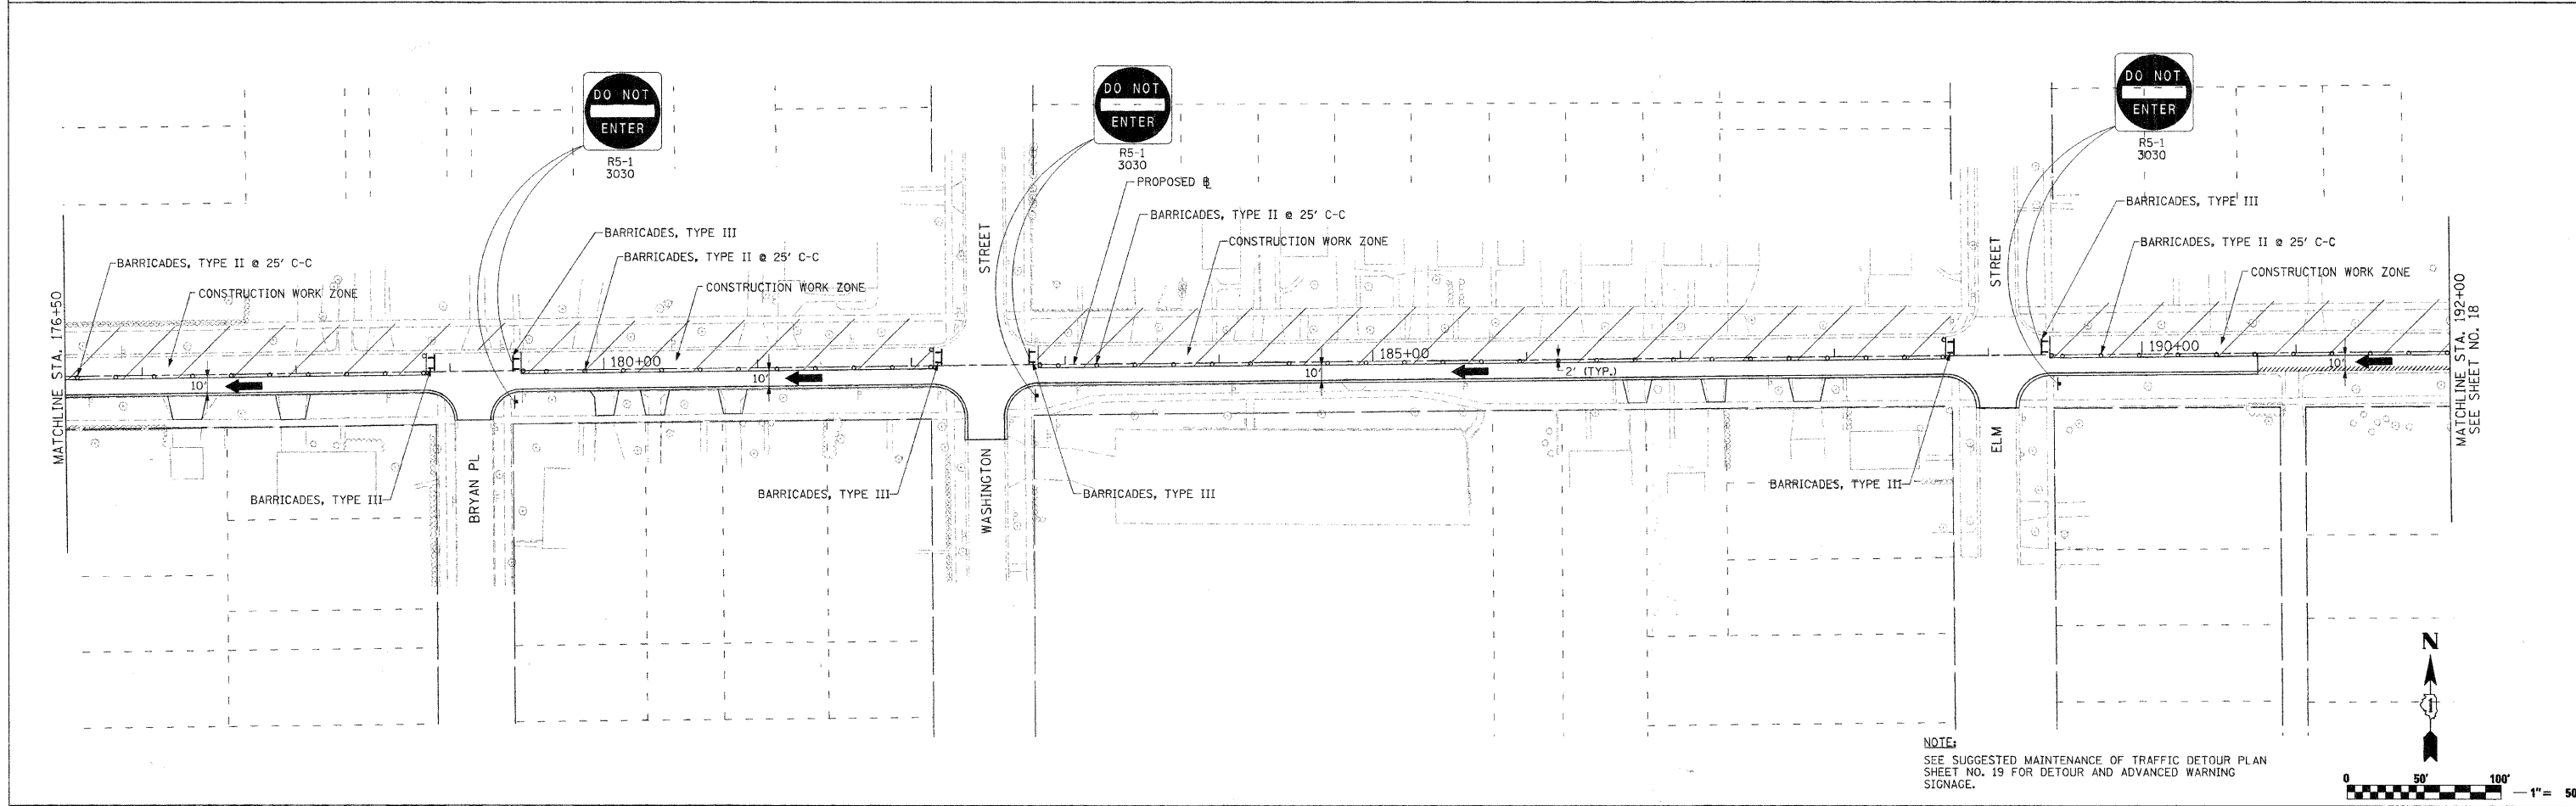 DO NOT
ENTER
R5-1
3030
DO NOT
ENTER
R5-1
3030
DO NOT
ENTER
R5-1
3030
PROPOSED ℄
BARRICADES, TYPE II @ 25' C-C
CONSTRUCTION WORK ZONE
BARRICADES, TYPE III
BARRICADES, TYPE II @ 25' C-C
CONSTRUCTION WORK ZONE
BARRICADES, TYPE III
BARRICADES, TYPE II @ 25' C-C
CONSTRUCTION WORK ZONE
BARRICADES, TYPE II @ 25' C-C
CONSTRUCTION WORK ZONE
STREET
STREET
MATCHLINE STA. 176+50
MATCHLINE STA. 192+00
SEE SHEET NO. 18
10'
180+00
10'
10'
185+00
2' (TYP.)
190+00
10'
BARRICADES, TYPE III
BRYAN PL
BARRICADES, TYPE III
WASHINGTON
BARRICADES, TYPE III
BARRICADES, TYPE III
ELM
N
NOTE:
SEE SUGGESTED MAINTENANCE OF TRAFFIC DETOUR PLAN
SHEET NO. 19 FOR DETOUR AND ADVANCED WARNING
SIGNAGE.
0 50' 100'
1"= 50